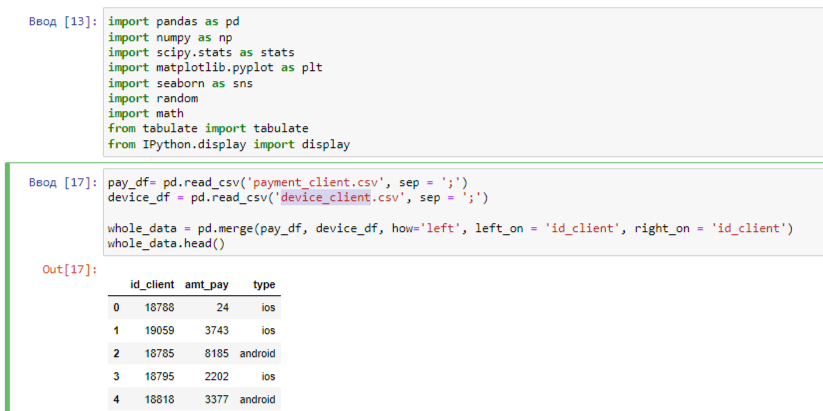 Ввод [13]: import pandas as pd
import numpy as np
import scipy.stats as stats
import matplotlib.pyplot as plt
import seaborn as sns
import random
import math
from tabulate import tabulate
from IPython.display import display
Ввод [17]: pay_df= pd.read_csv('payment_client.csv', sep = ';')
device_df = pd.read_csv('device_client.csv', sep = ';')
whole_data = pd.merge(pay_df, device_df, how='left', left_on = 'id_client', right_on = 'id_client')
whole_data.head()
Out[17]:
id_client amt_pay type
0 18788 24 ios
1 19059 3743 ios
2 18785 8185 android
3 18795 2202 ios
4 18818 3377 android